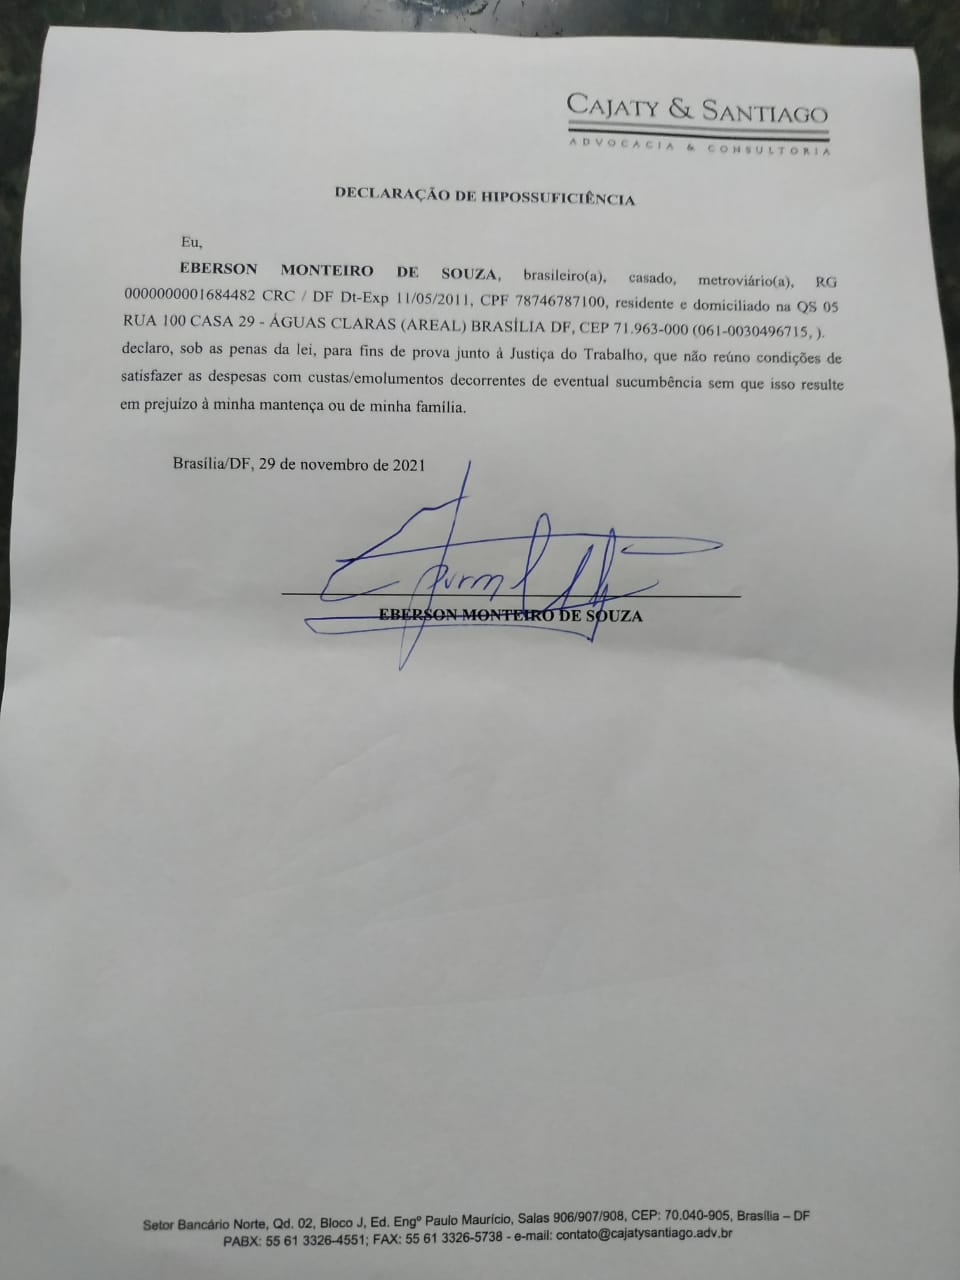 CAJATY & SANTIAGO
ADVOCACIA & CONSULTORIA
DECLARAÇÃO DE HIPOSSUFICIÊNCIA
Eu,
EBERSON MONTEIRO DE SOUZA, brasileiro(a), casado, metroviário(a), RG
0000000001684482 CRC / DF Dt-Exp 11/05/2011, CPF 78746787100, residente e domiciliado na QS 05
RUA 100 CASA 29 - ÁGUAS CLARAS (AREAL) BRASÍLIA DF, CEP 71.963-000 (061-0030496715, ).
declaro, sob as penas da lei, para fins de prova junto à Justiça do Trabalho, que não reúno condições de
satisfazer as despesas com custas/emolumentos decorrentes de eventual sucumbência sem que isso resulte
em prejuízo à minha mantença ou de minha família.
Brasília/DF, 29 de novembro de 2021
EBERSON MONTEIRO DE SOUZA
Setor Bancário Norte, Qd. 02, Bloco J, Ed. Engº Paulo Maurício, Salas 906/907/908, CEP: 70.040-905, Brasília – DF
PABX: 55 61 3326-4551; FAX: 55 61 3326-5738 - e-mail: contato@cajatysantiago.adv.br